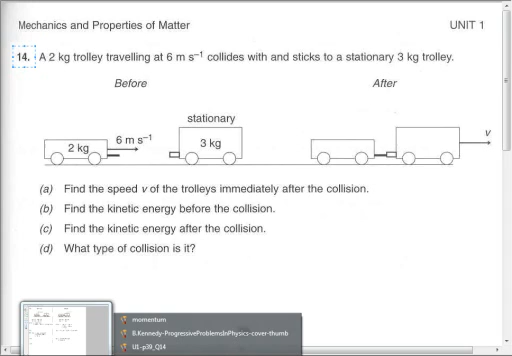 Mechanics and Properties of Matter
UNIT 1
14. A 2 kg trolley travelling at 6 m s⁻¹ collides with and sticks to a stationary 3 kg trolley.
Before
After
stationary
6 m s⁻¹
2 kg
3 kg
v
(a) Find the speed v of the trolleys immediately after the collision.
(b) Find the kinetic energy before the collision.
(c) Find the kinetic energy after the collision.
(d) What type of collision is it?
momentum
B.Kennedy-ProgressiveProblemsInPhysics-cover-thumb
U1-p39_Q14